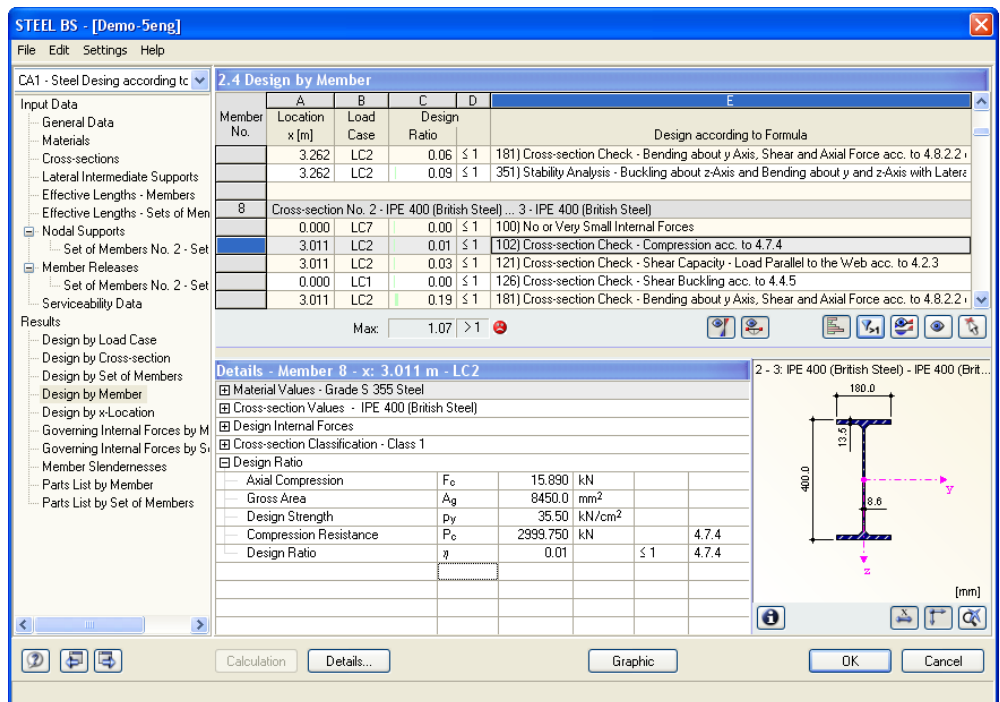 STEEL BS - [Demo-5eng]
File Edit Settings Help
CA1 - Steel Desing according tc
Input Data
General Data
Materials
Cross-sections
Lateral Intermediate Supports
Effective Lengths - Members
Effective Lengths - Sets of Men
Nodal Supports
Set of Members No. 2 - Set
Member Releases
Set of Members No. 2 - Set
Serviceability Data
Results
Design by Load Case
Design by Cross-section
Design by Set of Members
Design by Member
Design by x-Location
Governing Internal Forces by M
Governing Internal Forces by S
Member Slendernesses
Parts List by Member
Parts List by Set of Members
2.4 Design by Member
A B C D E
Member Location Load Design
No. x [m] Case Ratio Design according to Formula
3.262 LC2 0.06 ≤ 1 181) Cross-section Check - Bending about y Axis, Shear and Axial Force acc. to 4.8.2.2
3.262 LC2 0.09 ≤ 1 351) Stability Analysis - Buckling about z-Axis and Bending about y and z-Axis with Latera
8 Cross-section No. 2 - IPE 400 (British Steel) ... 3 - IPE 400 (British Steel)
0.000 LC7 0.00 ≤ 1 100) No or Very Small Internal Forces
3.011 LC2 0.01 ≤ 1 102) Cross-section Check - Compression acc. to 4.7.4
3.011 LC2 0.03 ≤ 1 121) Cross-section Check - Shear Capacity - Load Parallel to the Web acc. to 4.2.3
0.000 LC1 0.00 ≤ 1 126) Cross-section Check - Shear Buckling acc. to 4.4.5
3.011 LC2 0.19 ≤ 1 181) Cross-section Check - Bending about y Axis, Shear and Axial Force acc. to 4.8.2.2
Max: 1.07 > 1
Details - Member 8 - x: 3.011 m - LC2
Material Values - Grade S 355 Steel
Cross-section Values - IPE 400 (British Steel)
Design Internal Forces
Cross-section Classification - Class 1
Design Ratio
Axial Compression Fc 15.890 kN
Gross Area Ag 8450.0 mm²
Design Strength py 35.50 kN/cm²
Compression Resistance Pc 2999.750 kN 4.7.4
Design Ratio η 0.01 ≤ 1 4.7.4
2 - 3: IPE 400 (British Steel) - IPE 400 (Brit...
180.0
13.5
400.0
y
8.6
z
[mm]
Calculation Details... Graphic OK Cancel